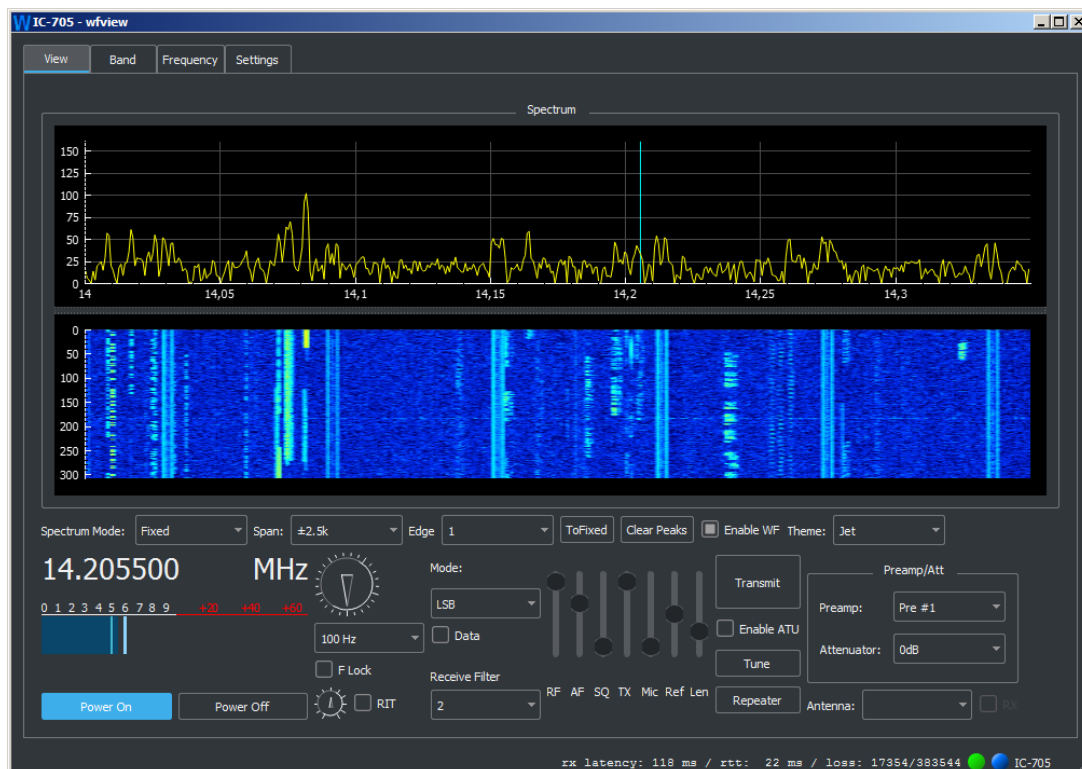 IC-705 - wfview
View Band Frequency Settings
Spectrum
150
125
100
75
50
25
0
14 14,05 14,1 14,15 14,2 14,25 14,3
0
50
100
150
200
250
300
Spectrum Mode: Fixed Span: ±2.5k Edge 1 ToFixed Clear Peaks Enable WF Theme: Jet
14.205500 MHz
0 1 2 3 4 5 6 7 8 9 +20 +40 +60
100 Hz
F Lock
RIT
Power On Power Off
Mode:
LSB
Data
Receive Filter
2
RF AF SQ TX Mic Ref Len
Transmit
Enable ATU
Tune
Repeater
Preamp/Att
Preamp: Pre #1
Attenuator: 0dB
Antenna: RX
rx latency: 118 ms / rtt: 22 ms / loss: 17354/383544 IC-705